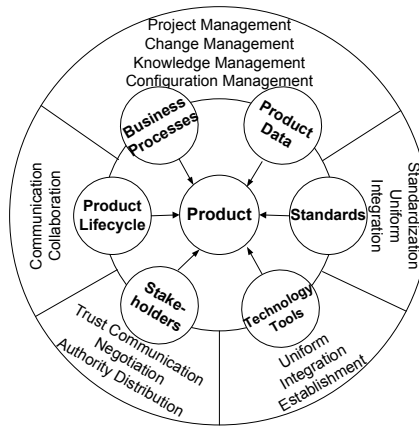 Project Management
Change Management
Knowledge Management
Configuration Management
Business
Processes
Product
Data
Communication
Collaboration
Product
Lifecycle
Product
Standards
Standardization
Uniform
Integration
Stake-
holders
Technology
Tools
Trust Communication
Negotiation
Authority Distribution
Uniform
Integration
Establishment